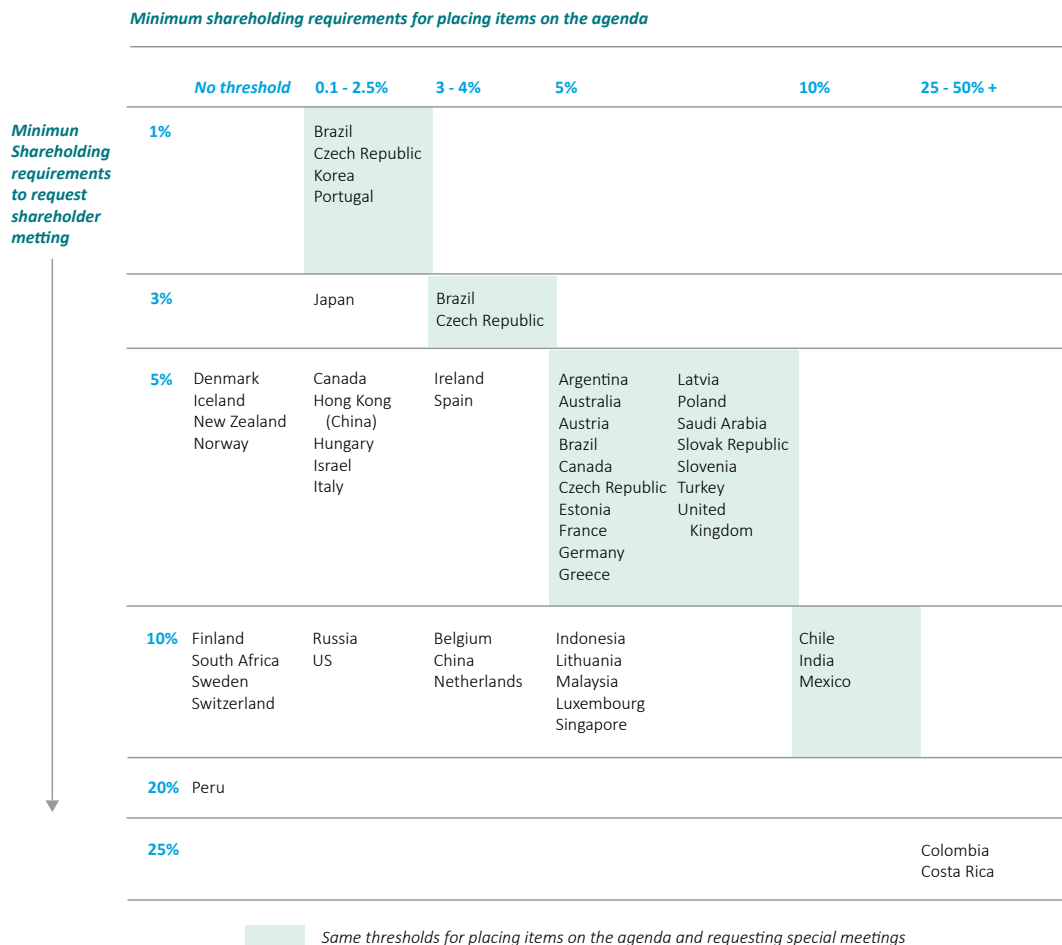 Minimum shareholding requirements for placing items on the agenda
No threshold 0.1 - 2.5% 3 - 4% 5% 10% 25 - 50% +
Minimun
Shareholding
requirements
to request
shareholder
metting
1%
Brazil
Czech Republic
Korea
Portugal
3%
Japan
Brazil
Czech Republic
5%
Denmark
Iceland
New Zealand
Norway
Canada
Hong Kong
(China)
Hungary
Israel
Italy
Ireland
Spain
Argentina
Australia
Austria
Brazil
Canada
Czech Republic
Estonia
France
Germany
Greece
Latvia
Poland
Saudi Arabia
Slovak Republic
Slovenia
Turkey
United
Kingdom
10%
Finland
South Africa
Sweden
Switzerland
Russia
US
Belgium
China
Netherlands
Indonesia
Lithuania
Malaysia
Luxembourg
Singapore
Chile
India
Mexico
20% Peru
25%
Colombia
Costa Rica
Same thresholds for placing items on the agenda and requesting special meetings